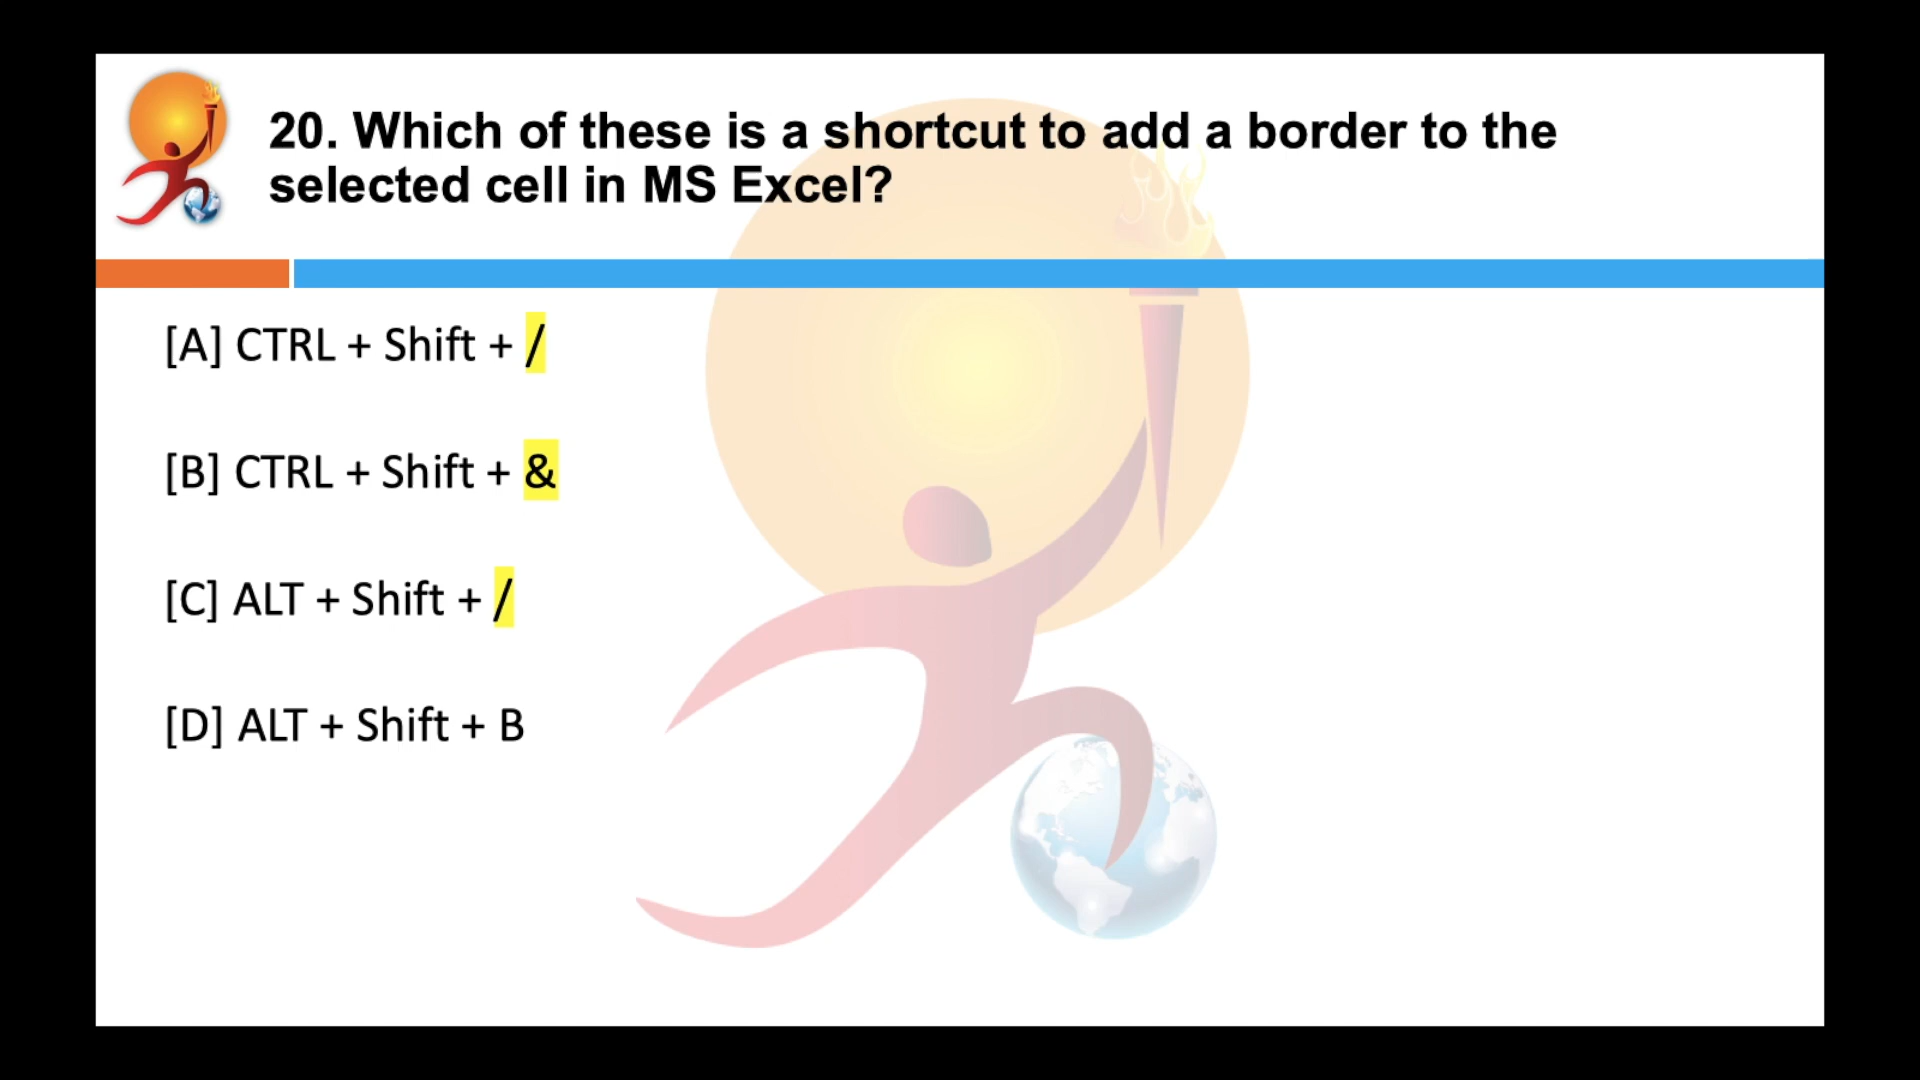 20. Which of these is a shortcut to add a border to the
selected cell in MS Excel?
[A] CTRL + Shift + /
[B] CTRL + Shift + &
[C] ALT + Shift + /
[D] ALT + Shift + B